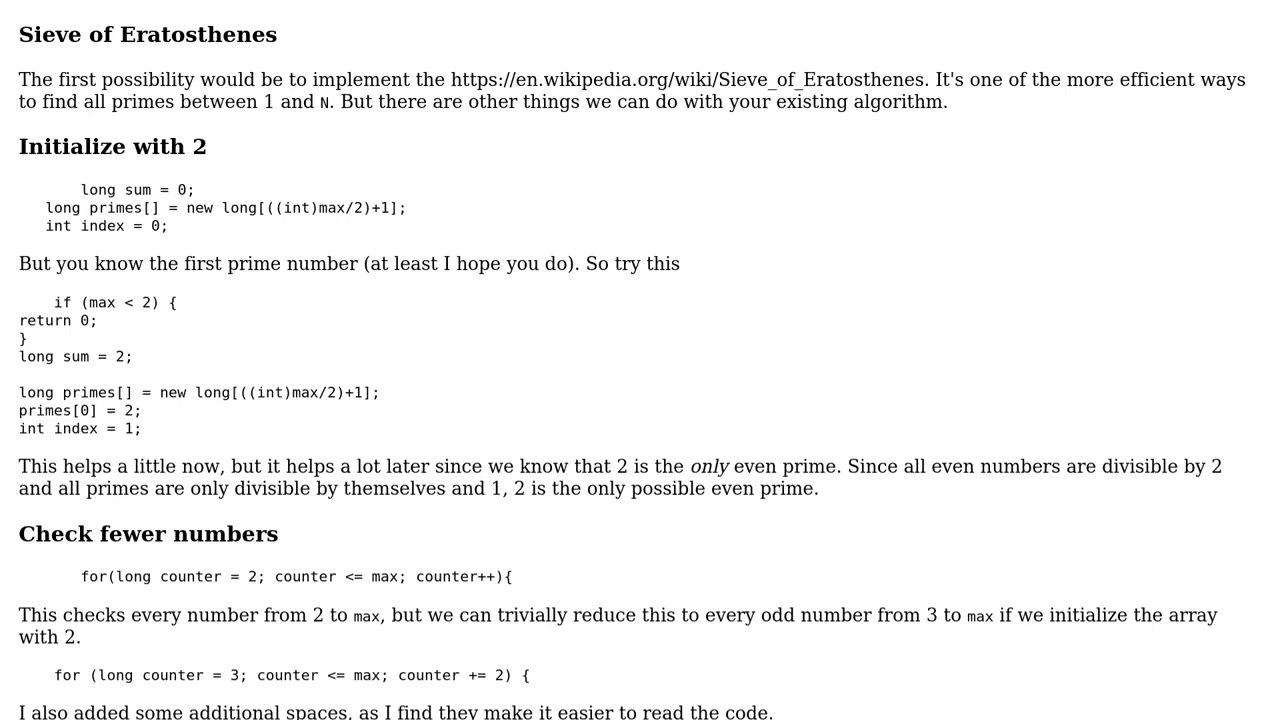 Sieve of Eratosthenes
The first possibility would be to implement the https://en.wikipedia.org/wiki/Sieve_of_Eratosthenes. It's one of the more efficient ways
to find all primes between 1 and N. But there are other things we can do with your existing algorithm.
Initialize with 2
       long sum = 0;
   long primes[] = new long[((int)max/2)+1];
   int index = 0;
But you know the first prime number (at least I hope you do). So try this
    if (max < 2) {
return 0;
}
long sum = 2;

long primes[] = new long[((int)max/2)+1];
primes[0] = 2;
int index = 1;
This helps a little now, but it helps a lot later since we know that 2 is the only even prime. Since all even numbers are divisible by 2
and all primes are only divisible by themselves and 1, 2 is the only possible even prime.
Check fewer numbers
       for(long counter = 2; counter <= max; counter++){
This checks every number from 2 to max, but we can trivially reduce this to every odd number from 3 to max if we initialize the array
with 2.
    for (long counter = 3; counter <= max; counter += 2) {
I also added some additional spaces, as I find they make it easier to read the code.